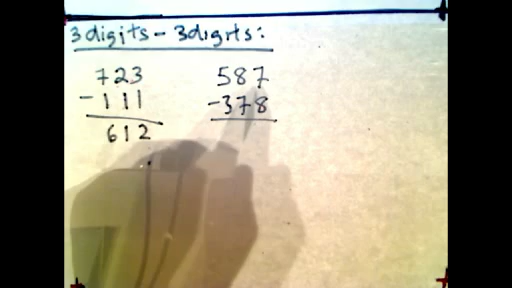 3 digits - 3 digits:
723 587
- 111 - 378
612